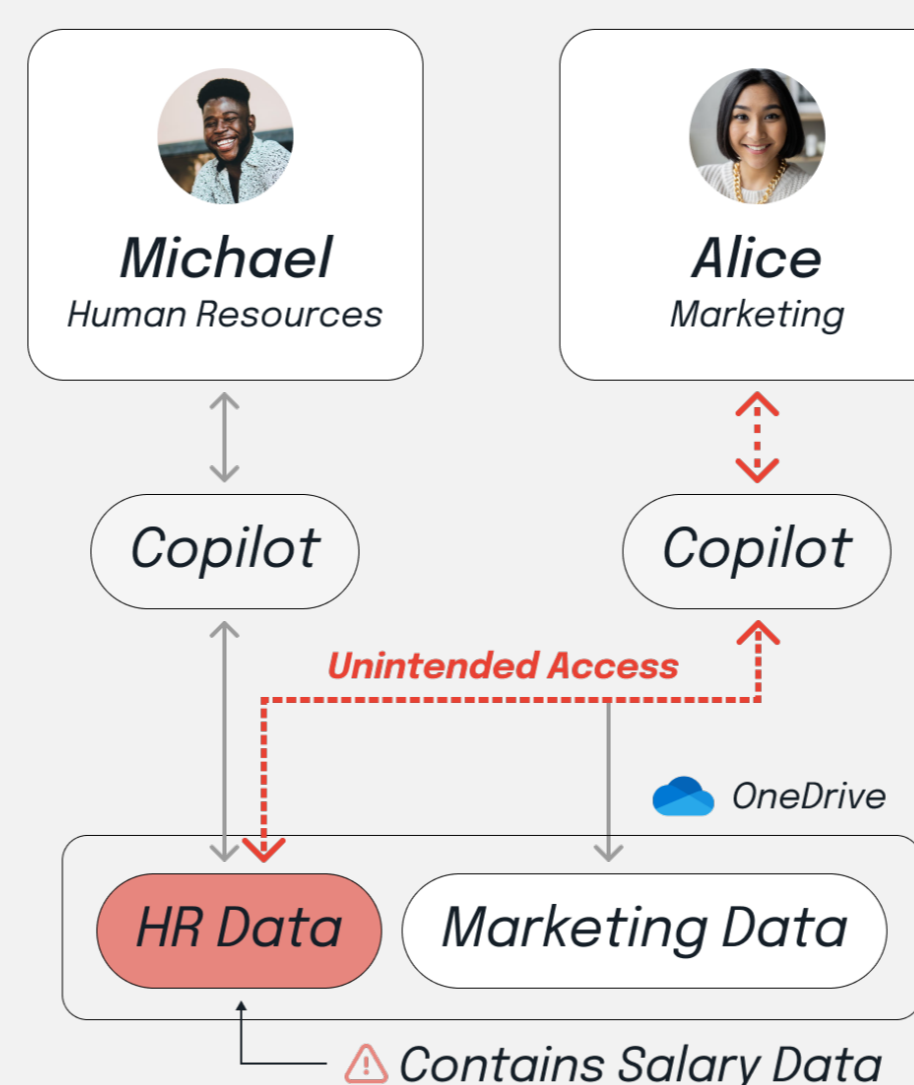 Michael
Human Resources
Alice
Marketing
Copilot
Copilot
Unintended Access
OneDrive
HR Data
Marketing Data
Contains Salary Data